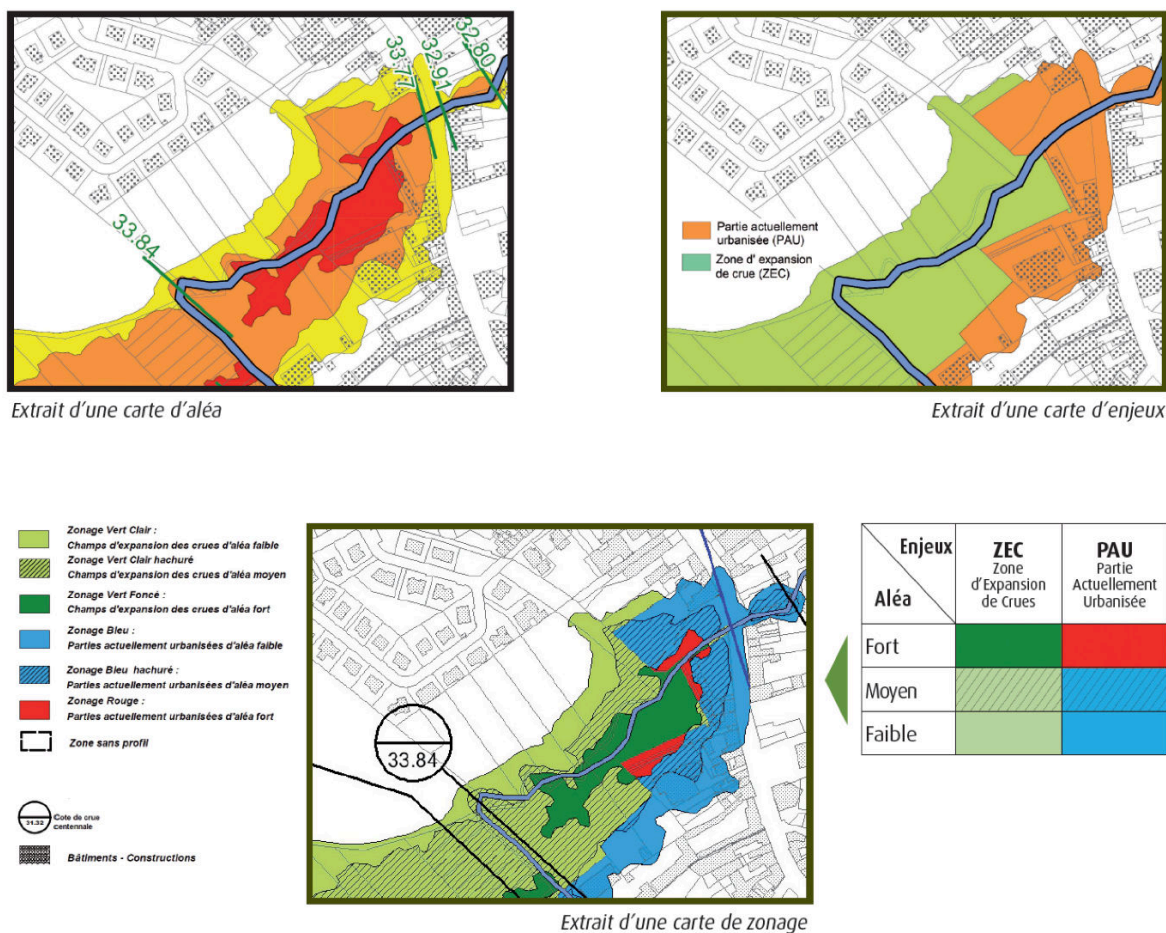 33.77
32.91
32.80
33.84
Extrait d'une carte d'aléa
Partie actuellement
urbanisée (PAU)
Zone d' expansion
de crue (ZEC)
Extrait d'une carte d'enjeux
Zonage Vert Clair :
Champs d'expansion des crues d'aléa faible
Zonage Vert Clair hachuré
Champs d'expansion des crues d'aléa moyen
Zonage Vert Foncé :
Champs d'expansion des crues d'aléa fort
Zonage Bleu :
Parties actuellement urbanisées d'aléa faible
Zonage Bleu hachuré :
Parties actuellement urbanisées d'aléa moyen
Zonage Rouge :
Parties actuellement urbanisées d'aléa fort
Zone sans profil
31.32
Cote de crue
centennale
Bâtiments - Constructions
33.84
Extrait d'une carte de zonage
Enjeux
Aléa
ZEC
Zone
d'Expansion
de Crues
PAU
Partie
Actuellement
Urbanisée
Fort
Moyen
Faible